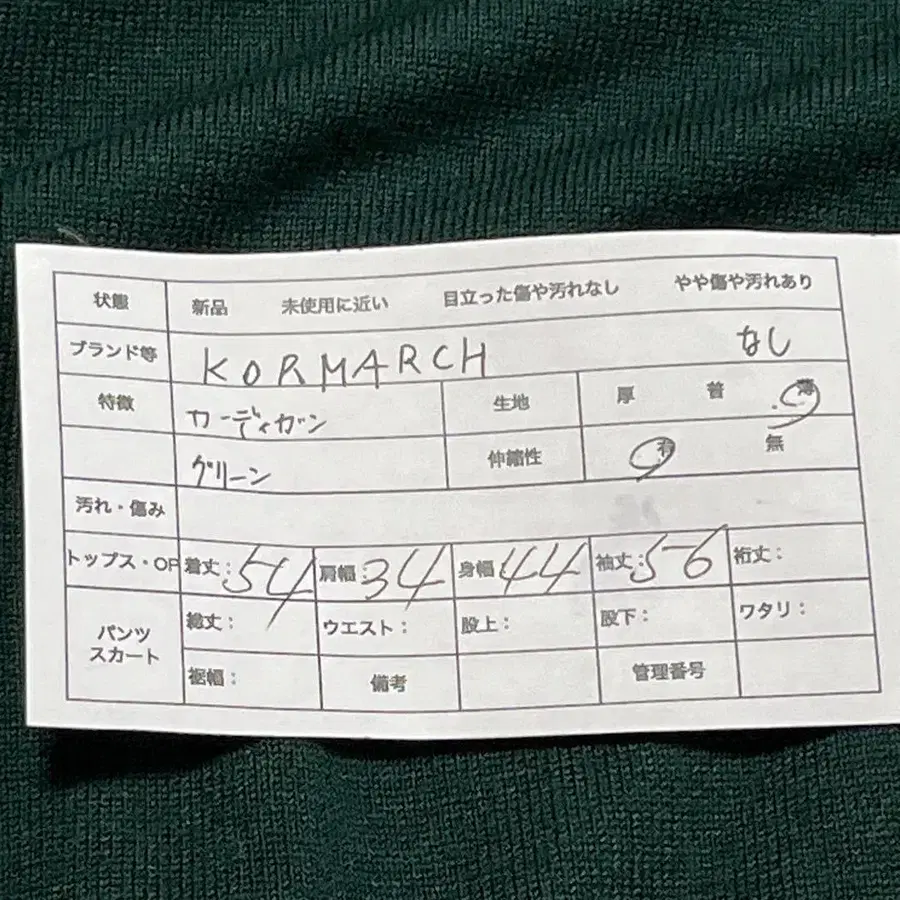 状態 新品 未使用に近い 目立った傷や汚れなし やや傷や汚れあり
ブランド等 KORMARCH なし
特徴 カーディガン 生地 厚 普 薄
グリーン 伸縮性 有 無
汚れ・傷み
トップス・OP 着丈: 54 肩幅: 34 身幅 44 袖丈: 56 裄丈:
パンツ スカート 総丈: ウエスト: 股上: 股下: ワタリ:
裾幅: 備考 管理番号